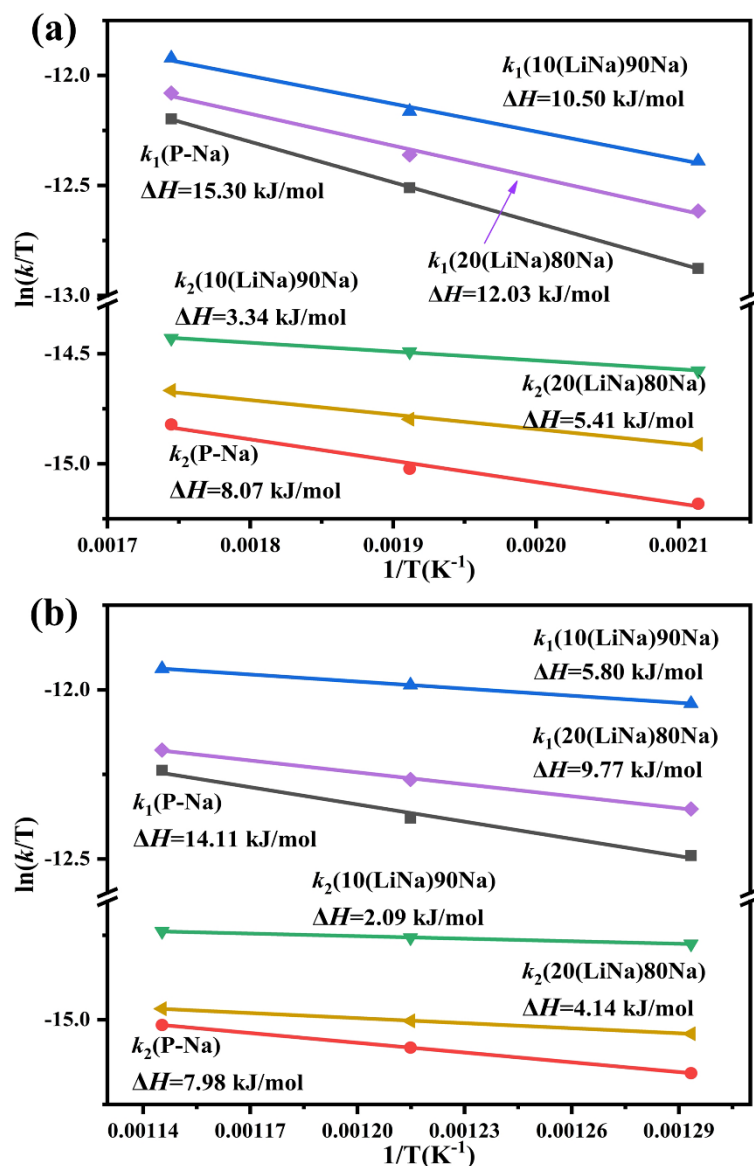 (a)
-12.0
-12.5
-13.0
-14.5
-15.0
ln(k/T)
k₁(10(LiNa)90Na)
ΔH=10.50 kJ/mol
k₁(P-Na)
ΔH=15.30 kJ/mol
k₁(20(LiNa)80Na)
ΔH=12.03 kJ/mol
k₂(10(LiNa)90Na)
ΔH=3.34 kJ/mol
k₂(20(LiNa)80Na)
ΔH=5.41 kJ/mol
k₂(P-Na)
ΔH=8.07 kJ/mol
0.0017 0.0018 0.0019 0.0020 0.0021
1/T(K⁻¹)
(b)
-12.0
-12.5
-15.0
ln(k/T)
k₁(10(LiNa)90Na)
ΔH=5.80 kJ/mol
k₁(20(LiNa)80Na)
ΔH=9.77 kJ/mol
k₁(P-Na)
ΔH=14.11 kJ/mol
k₂(10(LiNa)90Na)
ΔH=2.09 kJ/mol
k₂(20(LiNa)80Na)
ΔH=4.14 kJ/mol
k₂(P-Na)
ΔH=7.98 kJ/mol
0.00114 0.00117 0.00120 0.00123 0.00126 0.00129
1/T(K⁻¹)